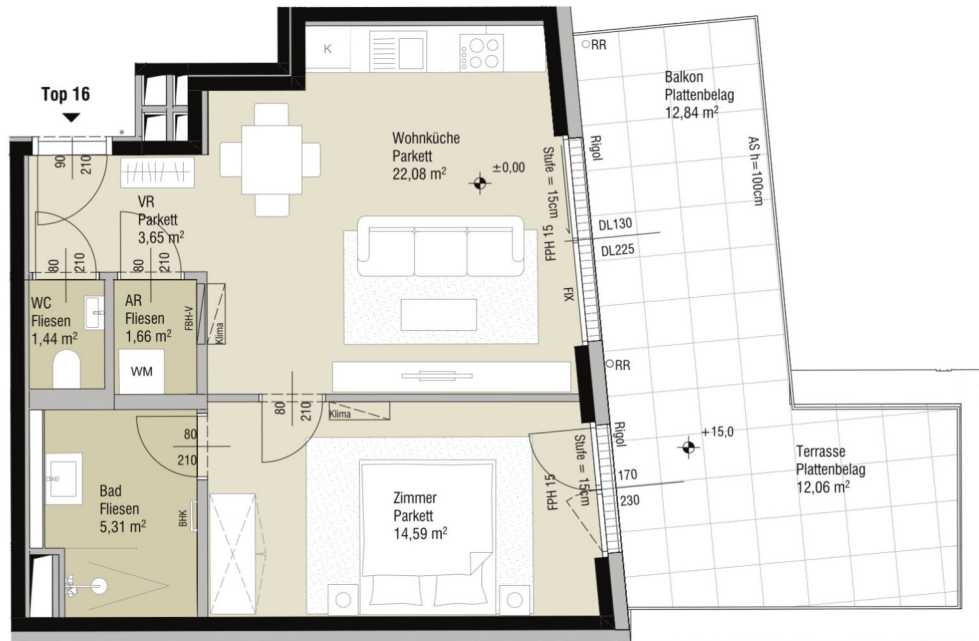 Top 16
K
RR
Balkon
Plattenbelag
12,84 m²
AS h=100cm
Wohnküche
Parkett
22,08 m²
±0,00
Stufe = 15cm
FPH 15
Rigol
DL130
DL225
FIX
90
210
VR
Parkett
3,65 m²
80
210
80
210
WC
Fliesen
1,44 m²
AR
Fliesen
1,66 m²
WM
FBH-V
Klima
RR
80
210
Klima
80
210
Bad
Fliesen
5,31 m²
BHK
Zimmer
Parkett
14,59 m²
Stufe = 15cm
FPH 15
Rigol
170
230
+15,0
Terrasse
Plattenbelag
12,06 m²